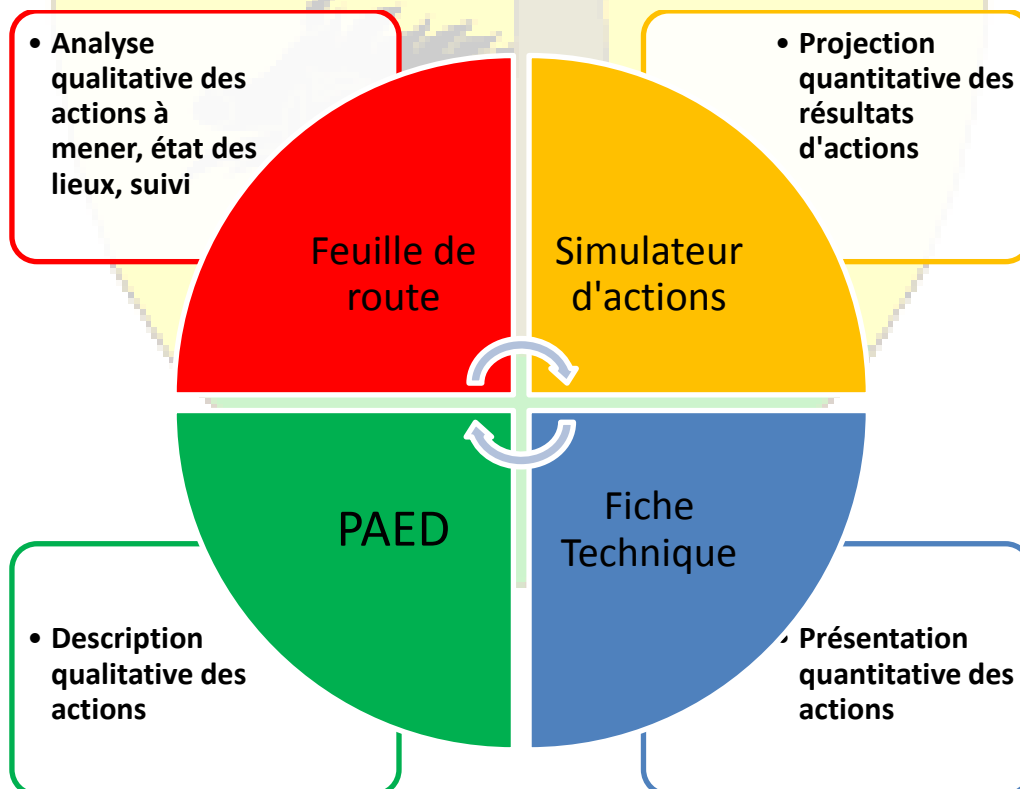 • Analyse
qualitative des
actions à
mener, état des
lieux, suivi
• Projection
quantitative des
résultats
d'actions
Feuille de
route
Simulateur
d'actions
PAED
Fiche
Technique
• Description
qualitative des
actions
• Présentation
quantitative des
actions